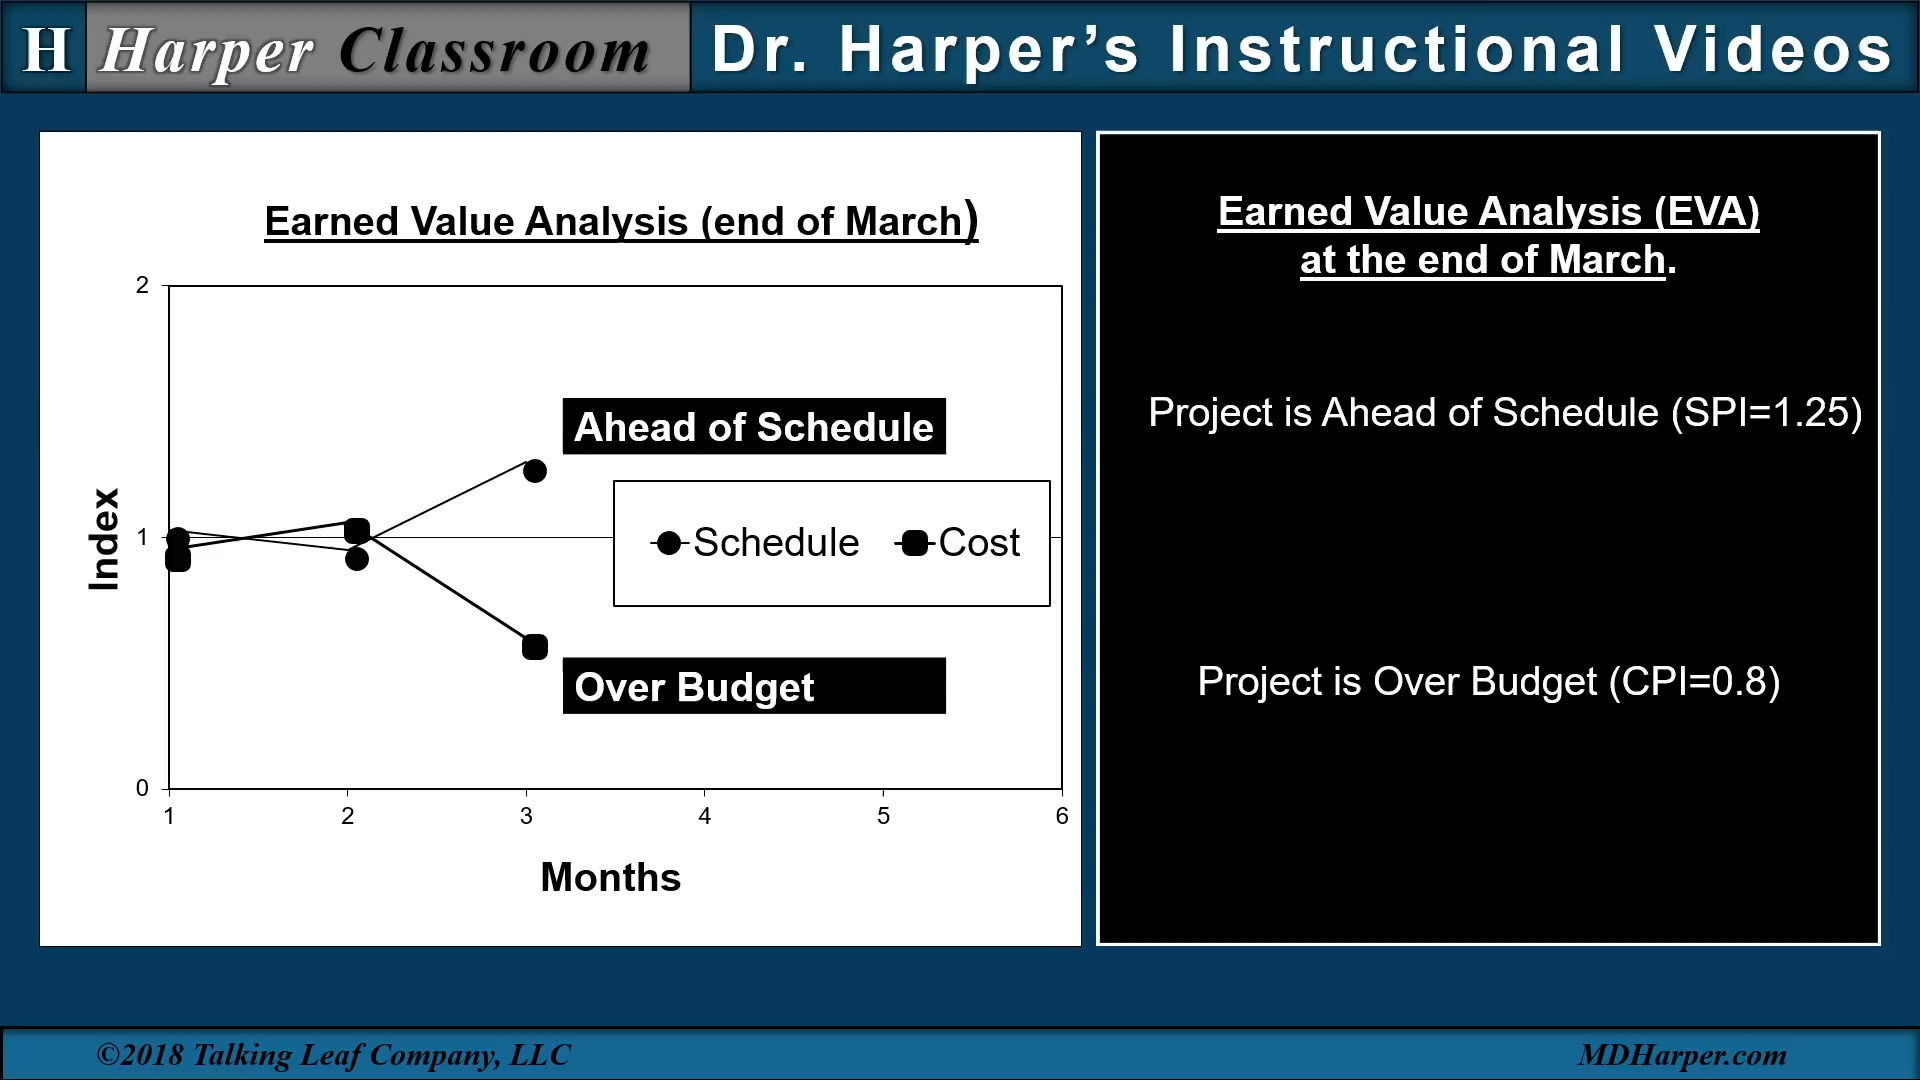 H Harper Classroom Dr. Harper's Instructional Videos
Earned Value Analysis (end of March)
2
1
0
Index
Ahead of Schedule
Schedule Cost
Over Budget
1 2 3 4 5 6
Months
Earned Value Analysis (EVA)
at the end of March.
Project is Ahead of Schedule (SPI=1.25)
Project is Over Budget (CPI=0.8)
©2018 Talking Leaf Company, LLC
MDHarper.com